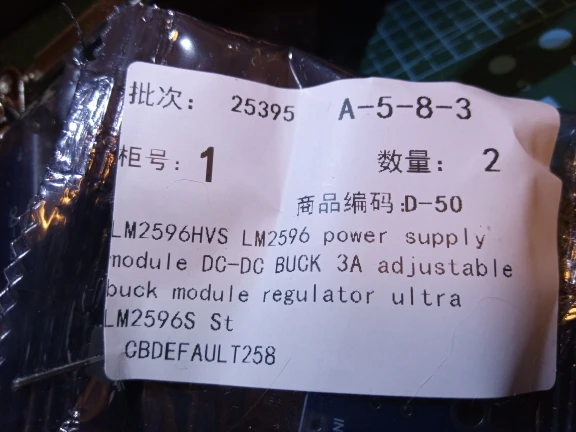 批次： 25395 A-5-8-3
柜号：1 数量： 2
商品编码:D-50
LM2596HVS LM2596 power supply
module DC-DC BUCK 3A adjustable
buck module regulator ultra
LM2596S St
CBDEFAULT258